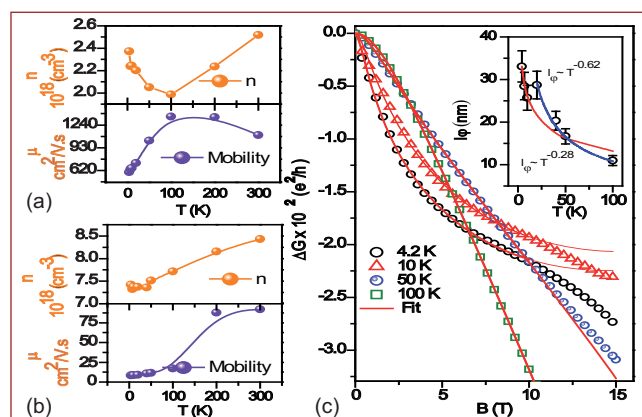 2.6
2.4
2.2
2.0
1.8
n
10^18(cm^-3)
n
1240
1030
820
620
μ
cm^2/V.s
Mobility
0 100 200 300
T (K)
(a)
8.5
8.0
7.5
7.0
n
10^18(cm^-3)
n
75
50
25
0
μ
cm^2/V.s
Mobility
0 100 200 300
T (K)
(b)
0.0
-0.5
-1.0
-1.5
-2.0
-2.5
-3.0
ΔG x 10^2 (e^2/h)
4.2 K
10 K
50 K
100 K
Fit
0 5 10 15
B (T)
(c)
40
30
20
10
lφ(nm)
lφ~ T^-0.62
lφ~T^-0.28
0 50 100
T (K)